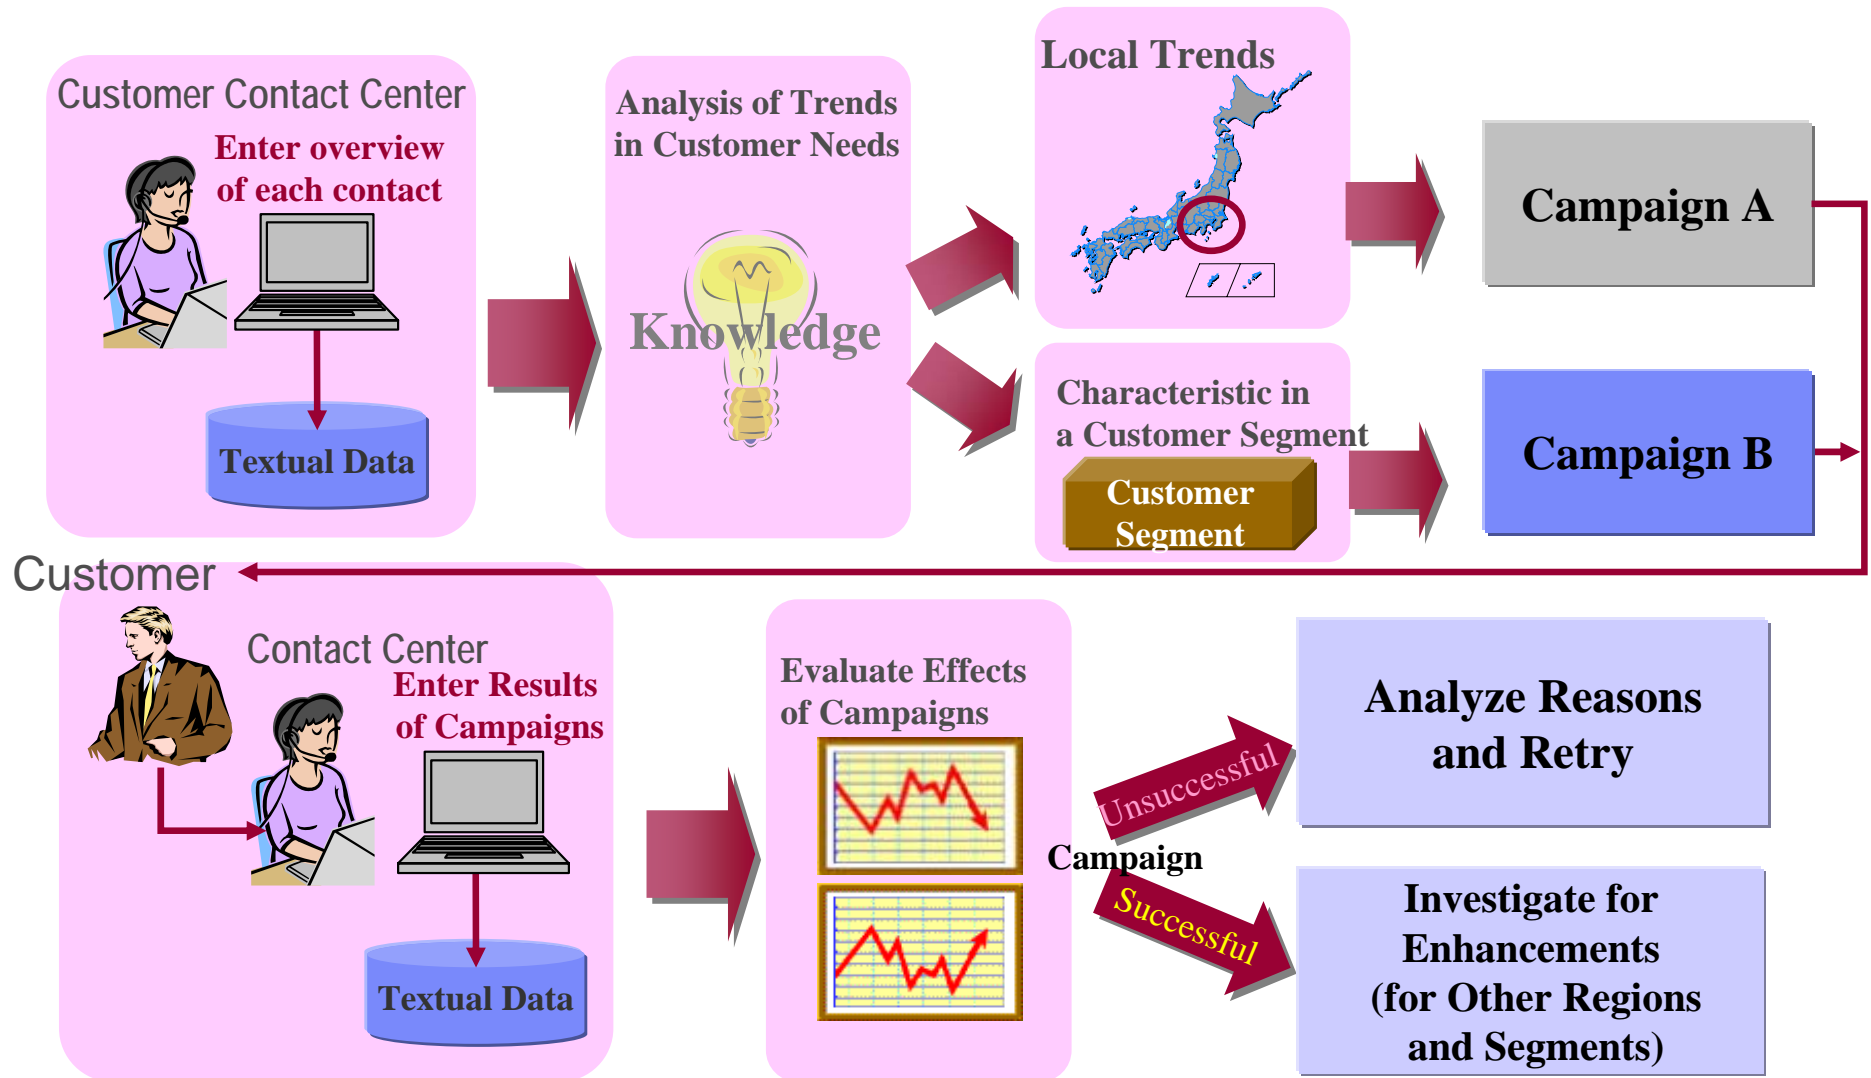 Customer Contact Center
Enter overview
of each contact
Textual Data
Analysis of Trends
in Customer Needs
Knowledge
Local Trends
Characteristic in
a Customer Segment
Customer
Segment
Campaign A
Campaign B
Customer
Contact Center
Enter Results
of Campaigns
Textual Data
Evaluate Effects
of Campaigns
Campaign
Unsuccessful
Successful
Analyze Reasons
and Retry
Investigate for
Enhancements
(for Other Regions
and Segments)